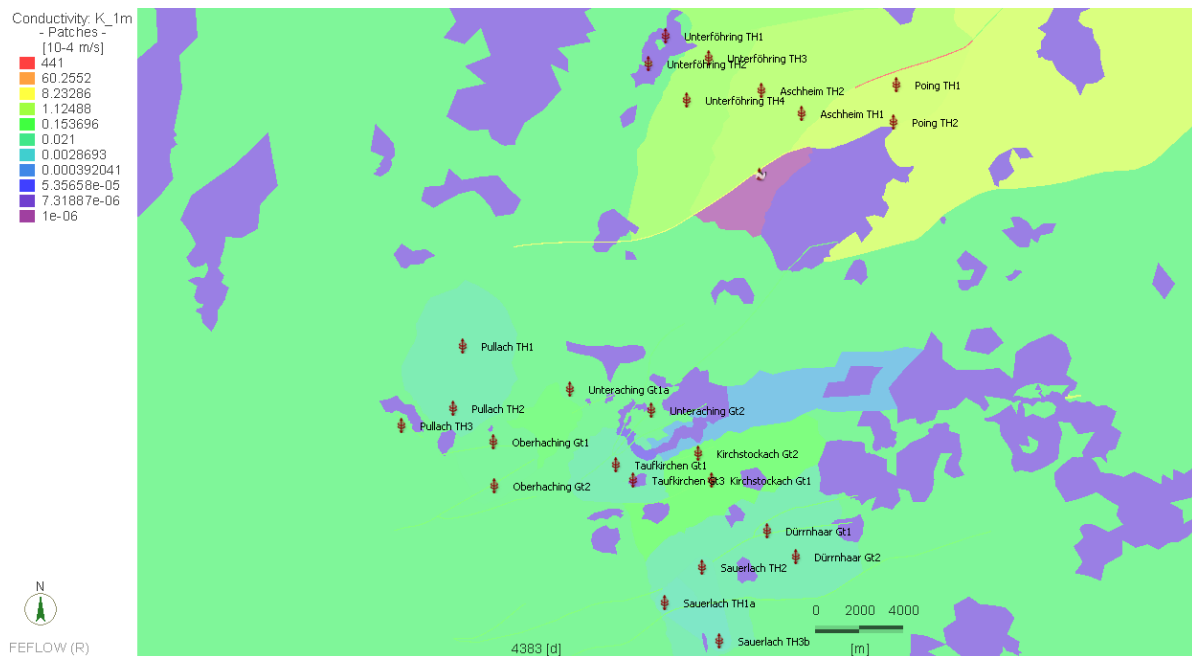 Conductivity: K_1m
- Patches -
[10-4 m/s]
441
60.2552
8.23286
1.12488
0.153696
0.021
0.0028693
0.000392041
5.35658e-05
7.31887e-06
1e-06
Unterföhring TH1
Unterföhring TH3
Unterföhring TH2
Unterföhring TH4
Aschheim TH2
Aschheim TH1
Poing TH1
Poing TH2
Pullach TH1
Unteraching Gt1a
Pullach TH2
Unteraching Gt2
Pullach TH3
Oberhaching Gt1
Kirchstockach Gt2
Taufkirchen Gt1
Taufkirchen Gt3
Kirchstockach Gt1
Oberhaching Gt2
Dürrnhaar Gt1
Dürrnhaar Gt2
Sauerlach TH2
Sauerlach TH1a
Sauerlach TH3b
N
FEFLOW (R)
4383 [d]
0 2000 4000
[m]